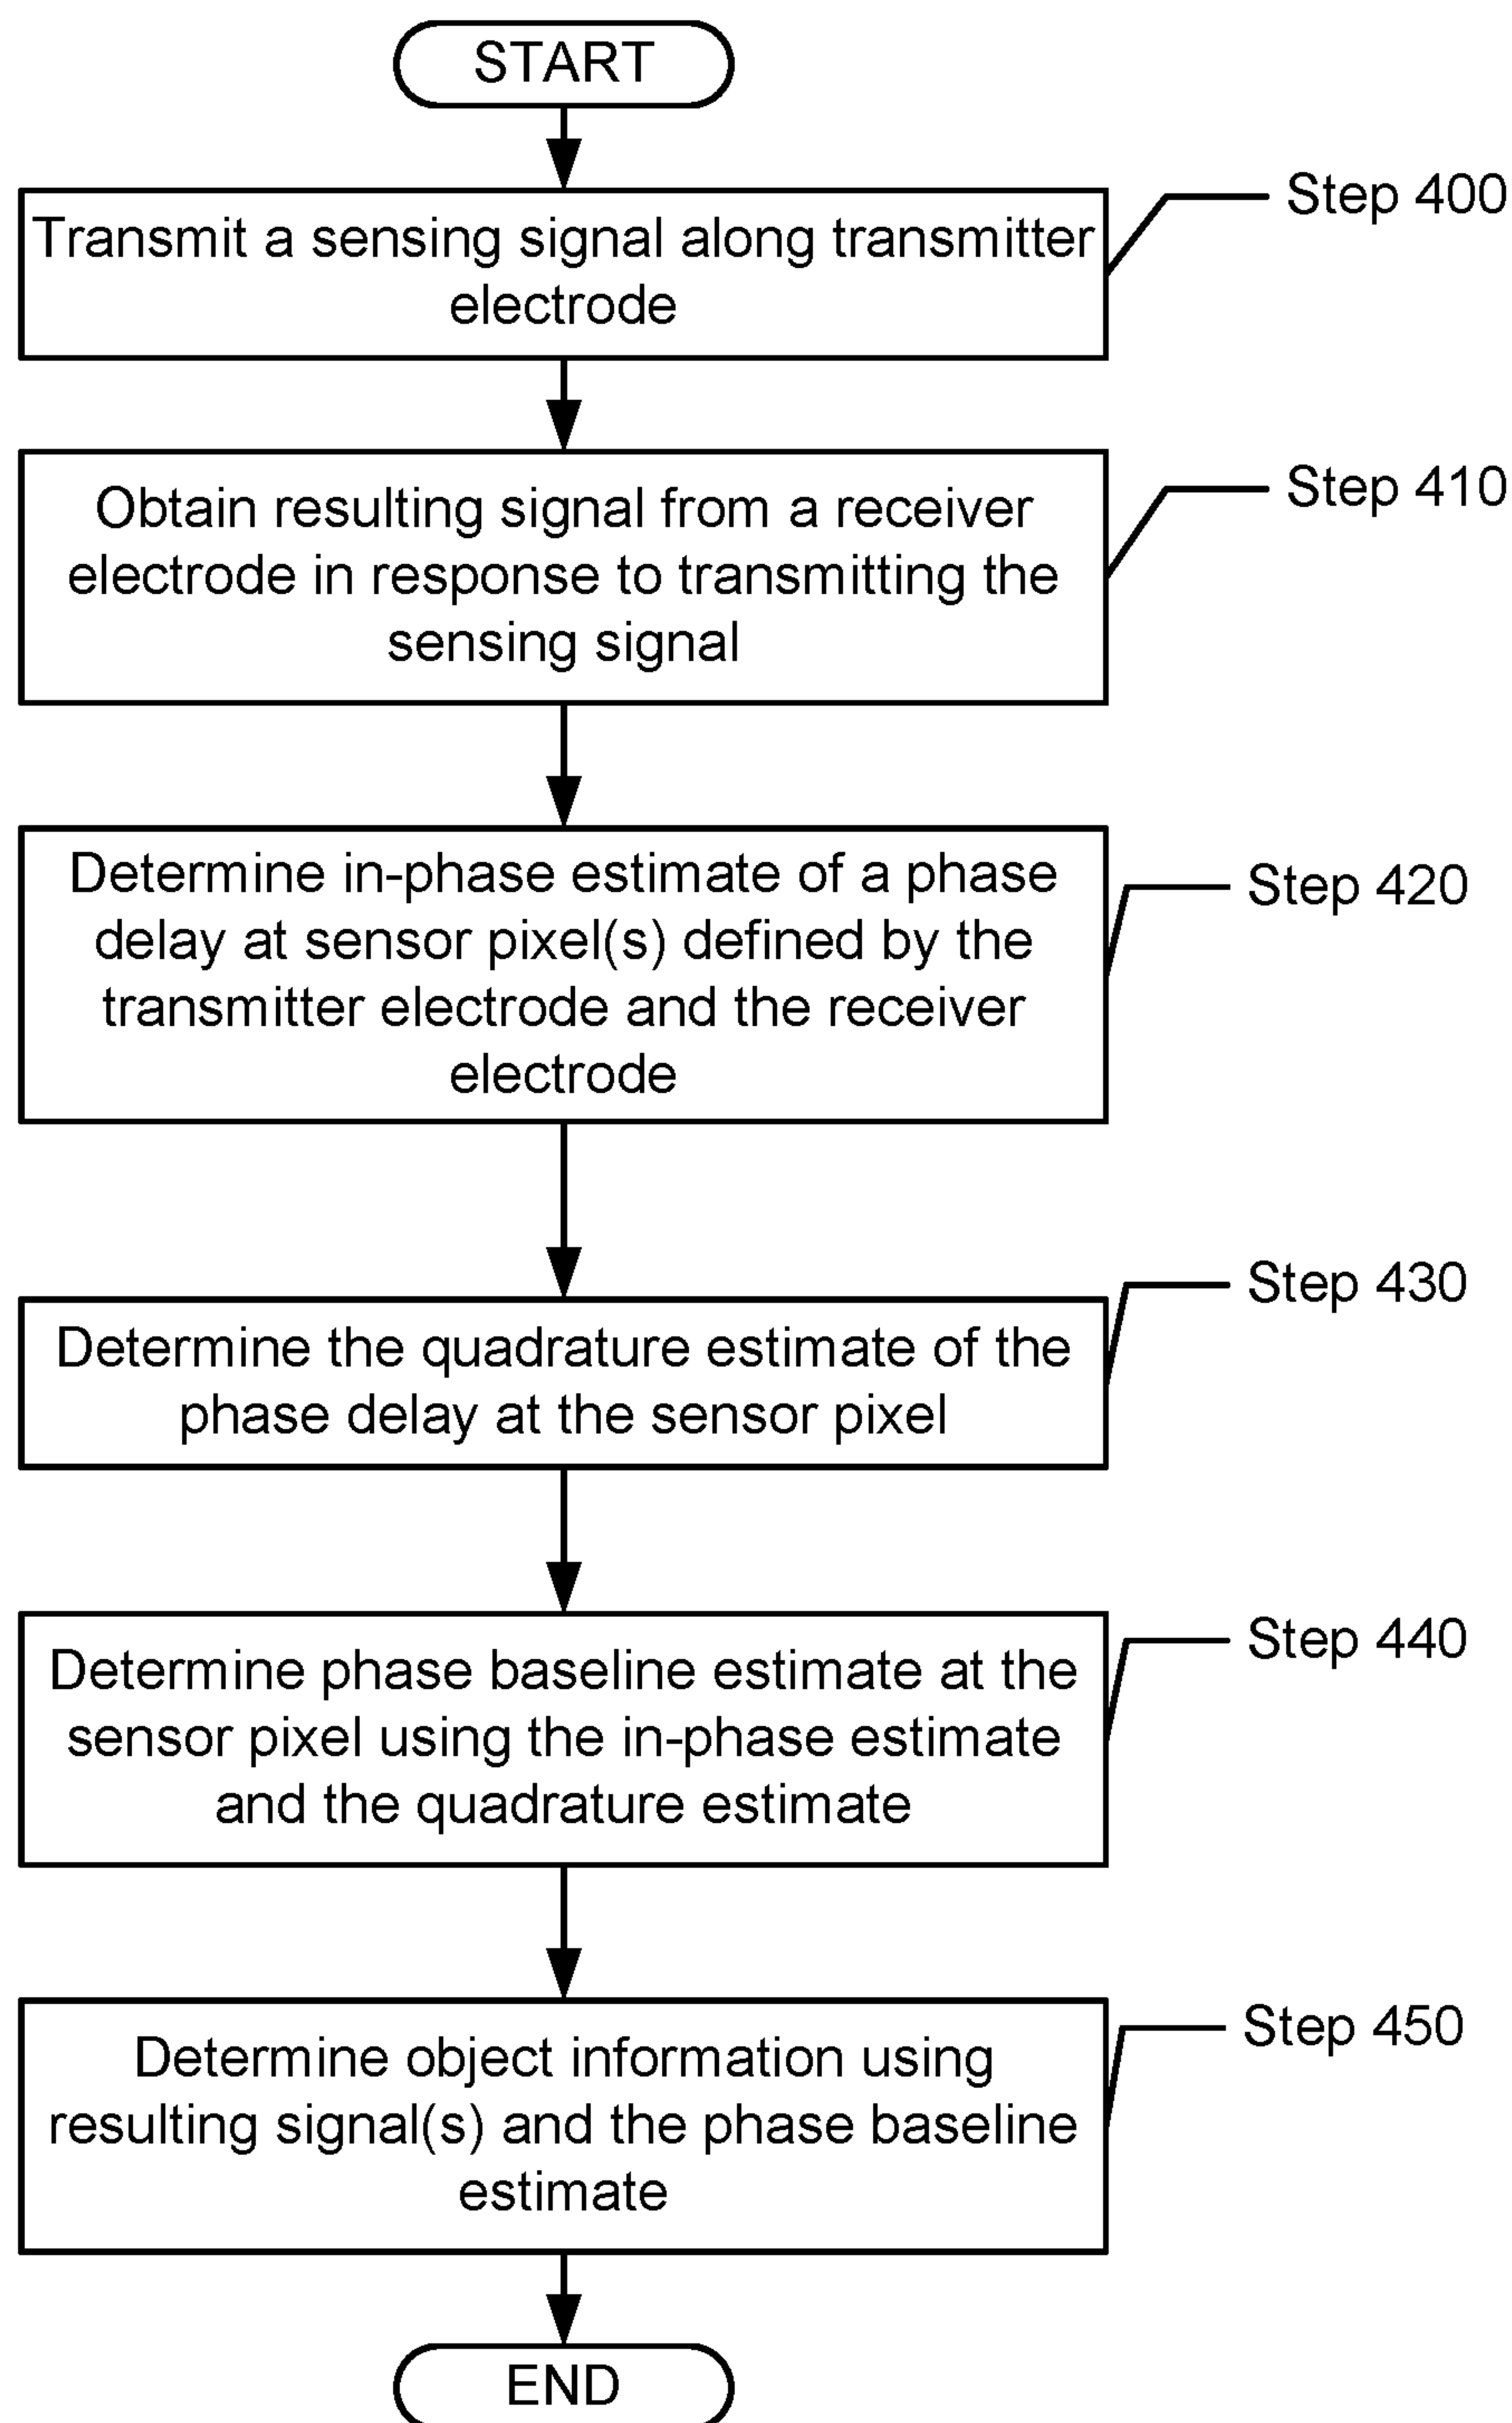 START
Transmit a sensing signal along transmitter
electrode
Step 400
Obtain resulting signal from a receiver
electrode in response to transmitting the
sensing signal
Step 410
Determine in-phase estimate of a phase
delay at sensor pixel(s) defined by the
transmitter electrode and the receiver
electrode
Step 420
Determine the quadrature estimate of the
phase delay at the sensor pixel
Step 430
Determine phase baseline estimate at the
sensor pixel using the in-phase estimate
and the quadrature estimate
Step 440
Determine object information using
resulting signal(s) and the phase baseline
estimate
Step 450
END